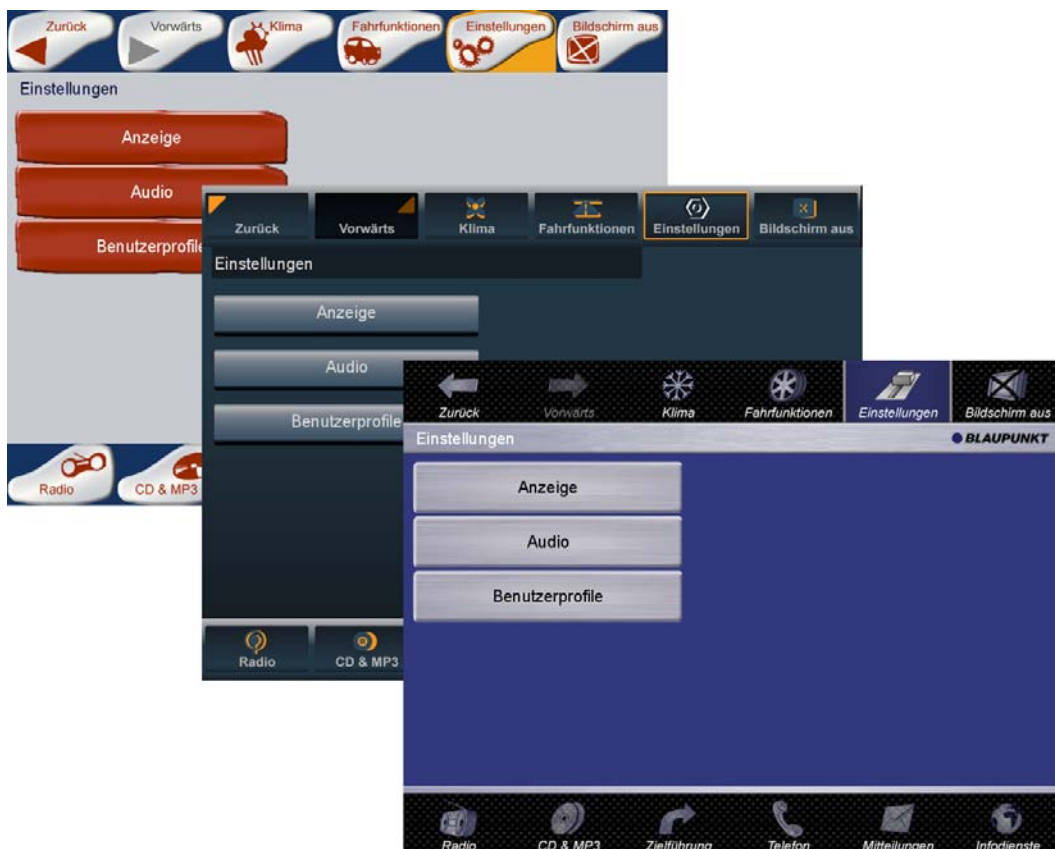 Zurück Vorwärts Klima Fahrfunktionen Einstellungen Bildschirm aus
Einstellungen
Anzeige
Audio
Benutzerprofile
Radio CD & MP3
Zurück Vorwärts Klima Fahrfunktionen Einstellungen Bildschirm aus
Einstellungen
Anzeige
Audio
Benutzerprofile
Radio CD & MP3
Zurück Vorwärts Klima Fahrfunktionen Einstellungen Bildschirm aus
Einstellungen BLAUPUNKT
Anzeige
Audio
Benutzerprofile
Radio CD & MP3 Zielführung Telefon Mitteilungen Infodienste